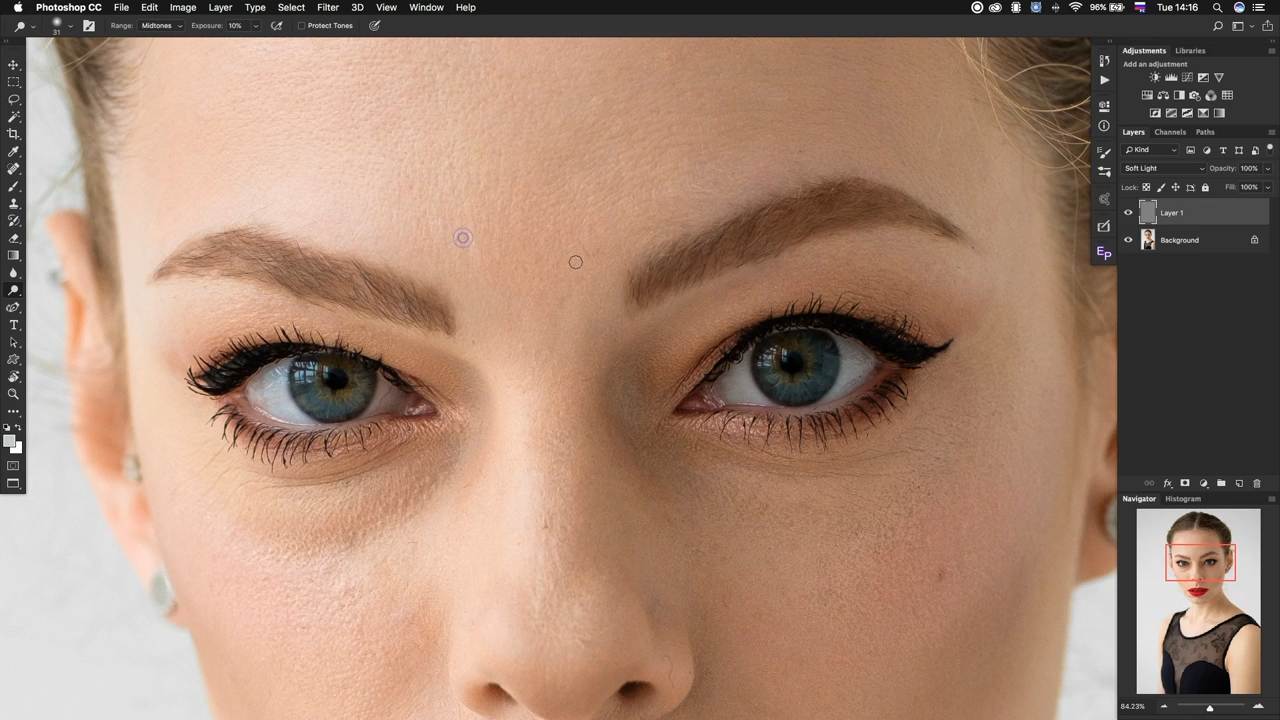 Photoshop CC File Edit Image Layer Type Select Filter 3D View Window Help 96% Tue 14:16
31 Range: Midtones Exposure: 10% Protect Tones
Adjustments Libraries
Add an adjustment
Layers Channels Paths
Kind
Soft Light Opacity: 100%
Lock: Fill: 100%
Layer 1
Background
Ep
Navigator Histogram
84.23%